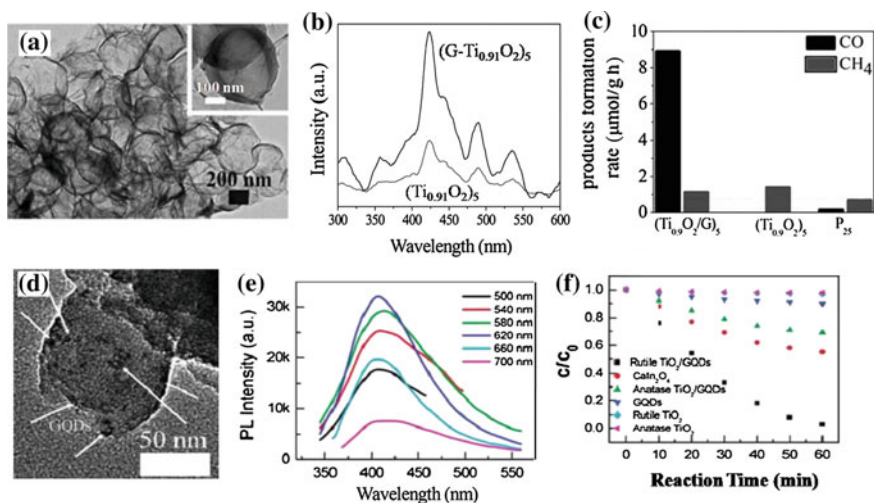 (a)
100 nm
200 nm
(b)
Intensity (a.u.)
(G-Ti0.91O2)5
(Ti0.91O2)5
300 350 400 450 500 550 600
Wavelength (nm)
(c)
products formation
rate (μmol/g h)
10
8
6
4
2
0
CO
CH4
(Ti0.9O2/G)5 (Ti0.9O2)5 P25
(d)
GQDs
50 nm
(e)
PL Intensity (a.u.)
30k
20k
10k
0
500 nm
540 nm
580 nm
620 nm
660 nm
700 nm
350 400 450 500 550
Wavelength (nm)
(f)
C/C0
1.0
0.8
0.6
0.4
0.2
0.0
Rutile TiO2/GQDs
CaIn2O4
Anatase TiO2/GQDs
GQDs
Rutile TiO2
Anatase TiO2
0 10 20 30 40 50 60
Reaction Time (min)